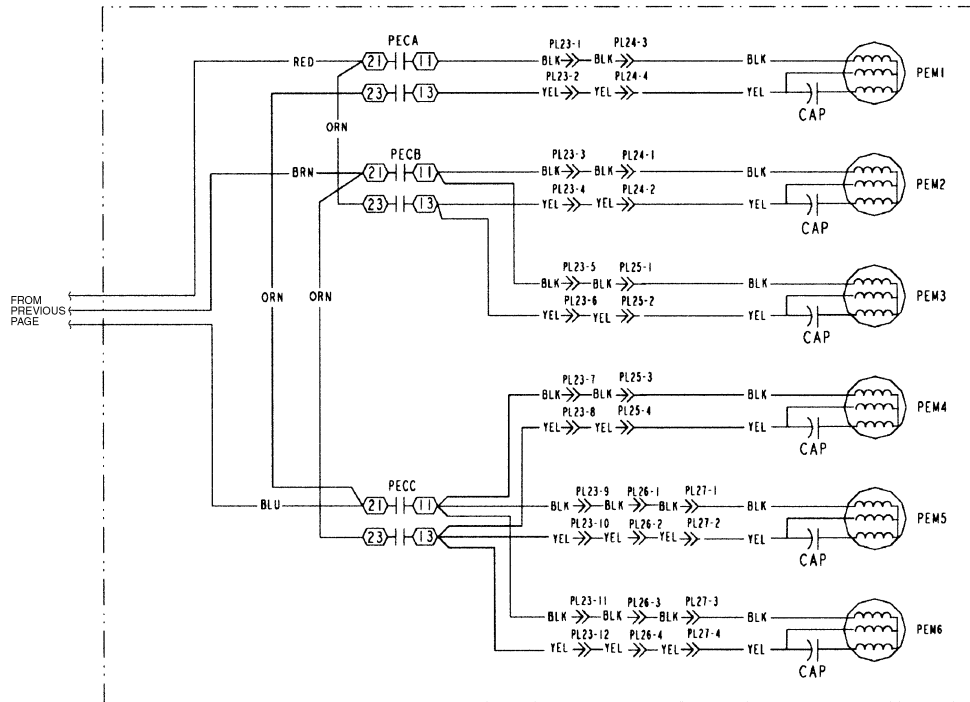 PECA
PL23-1 PL24-3
RED 21 11 BLK BLK BLK
PEM1
PL23-2 PL24-4
23 13 YEL YEL YEL
CAP
ORN
PECB
PL23-3 PL24-1
BRN 21 11 BLK BLK BLK
PEM2
PL23-4 PL24-2
23 13 YEL YEL YEL
CAP
PL23-5 PL25-1
BLK BLK BLK
PEM3
FROM
PREVIOUS
PAGE
ORN ORN
PL23-6 PL25-2
YEL YEL YEL
CAP
PL23-7 PL25-3
BLK BLK BLK
PEM4
PL23-8 PL25-4
YEL YEL YEL
CAP
PECC
PL23-9 PL26-1 PL27-1
BLU 21 11 BLK BLK BLK BLK
PEM5
PL23-10 PL26-2 PL27-2
23 13 YEL YEL YEL YEL
CAP
PL23-11 PL26-3 PL27-3
BLK BLK BLK BLK
PEM6
PL23-12 PL26-4 PL27-4
YEL YEL YEL YEL
CAP